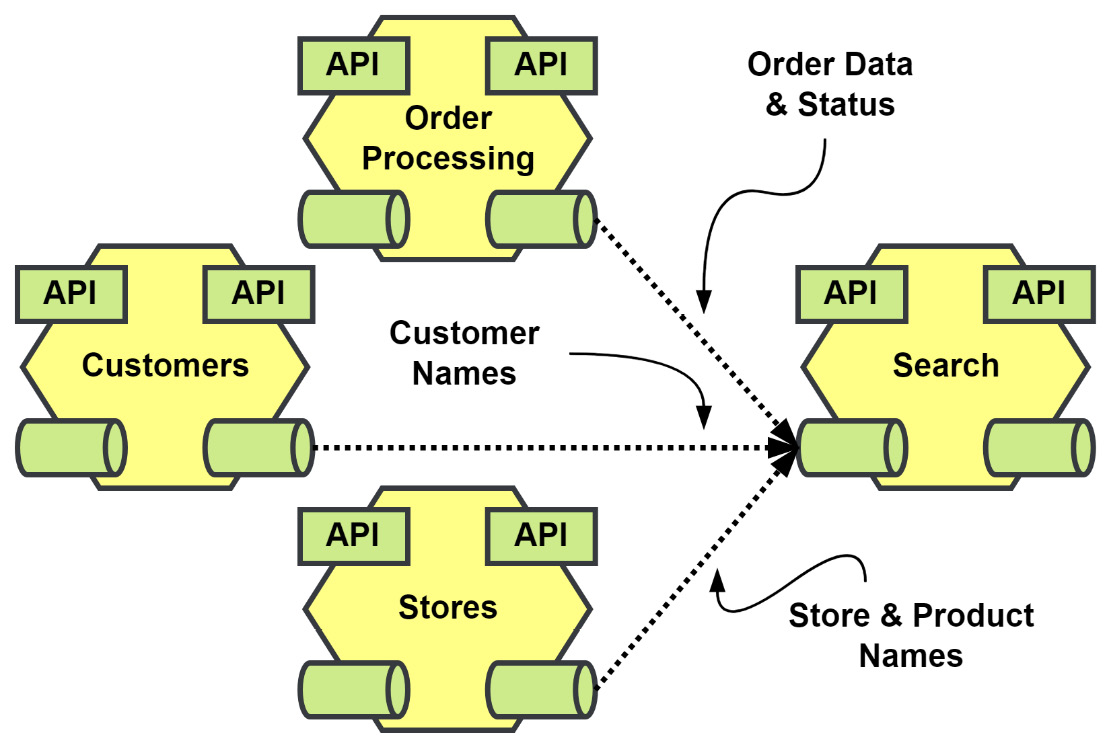 API
API
Order
Processing
Order Data
& Status
API
API
Customers
Customer
Names
API
API
Search
API
API
Stores
Store & Product
Names